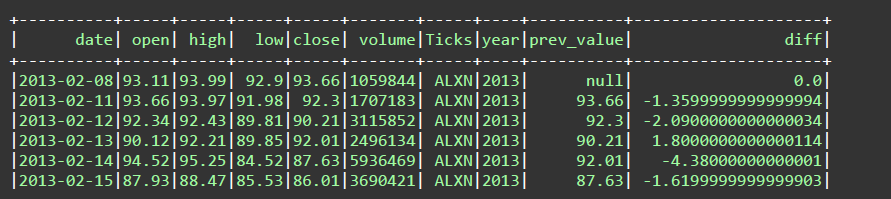 +----------+-----+-----+-----+-----+-------+-----+----+----------+-------------------+
|      date| open| high|  low|close| volume|Ticks|year|prev_value|               diff|
+----------+-----+-----+-----+-----+-------+-----+----+----------+-------------------+
|2013-02-08|93.11|93.99| 92.9|93.66|1059844| ALXN|2013|      null|                0.0|
|2013-02-11|93.66|93.97|91.98| 92.3|1707183| ALXN|2013|     93.66|-1.3599999999999994|
|2013-02-12|92.34|92.43|89.81|90.21|3115852| ALXN|2013|      92.3|-2.0900000000000034|
|2013-02-13|90.12|92.21|89.85|92.01|2496134| ALXN|2013|     90.21| 1.8000000000000114|
|2013-02-14|94.52|95.25|84.52|87.63|5936469| ALXN|2013|     92.01|  -4.38000000000001|
|2013-02-15|87.93|88.47|85.53|86.01|3690421| ALXN|2013|     87.63|-1.6199999999999903|